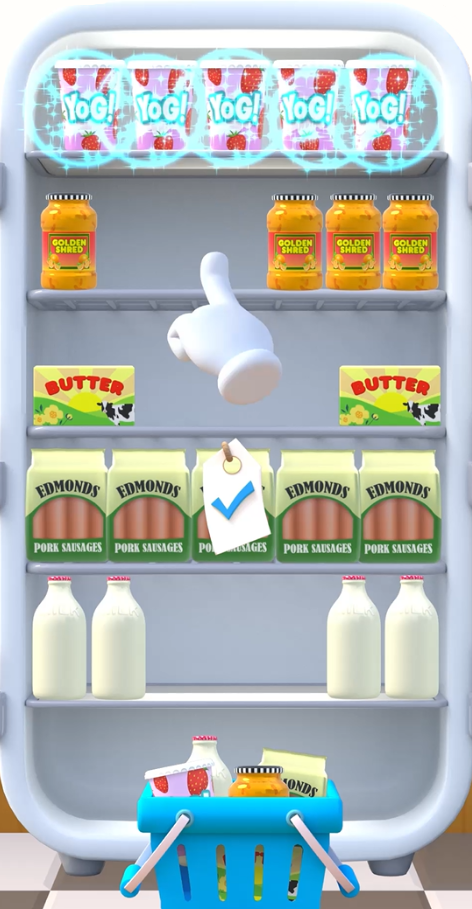 YOG! YOG! YOG! YOG! YOG!
GOLDEN SHRED GOLDEN SHRED GOLDEN SHRED GOLDEN SHRED
BUTTER BUTTER
EDMONDS EDMONDS EDMONDS EDMONDS
PORK SAUSAGES PORK SAUSAGES PORK SAUSAGES PORK SAUSAGES PORK SAUSAGES